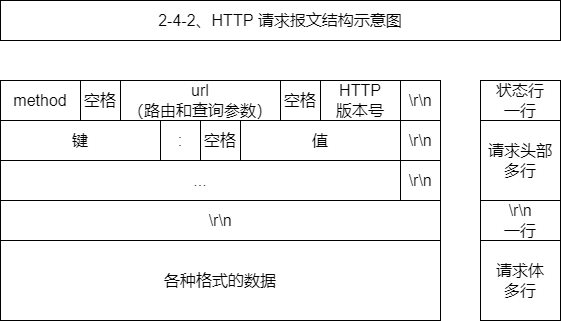 2-4-2、HTTP 请求报文结构示意图
method 空格 url
（路由和查询参数） 空格 HTTP
版本号 \r\n 状态行
一行
键 : 空格 值 \r\n 请求头部
多行
... \r\n
\r\n \r\n
一行
各种格式的数据 请求体
多行